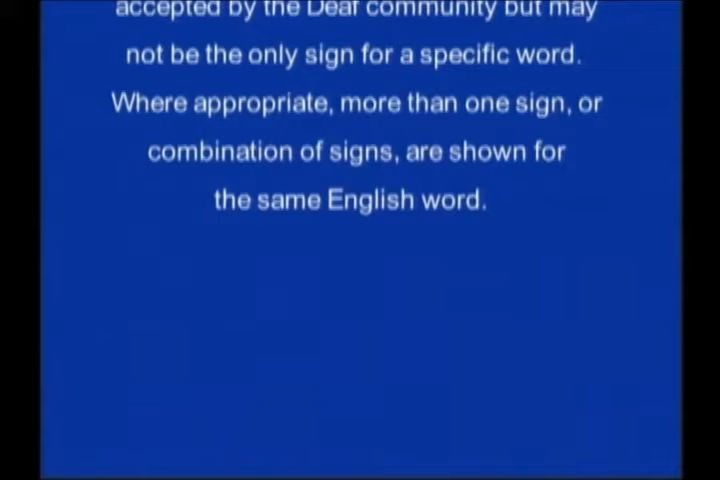 accepted by the Deaf community but may
not be the only sign for a specific word.
Where appropriate, more than one sign, or
combination of signs, are shown for
the same English word.